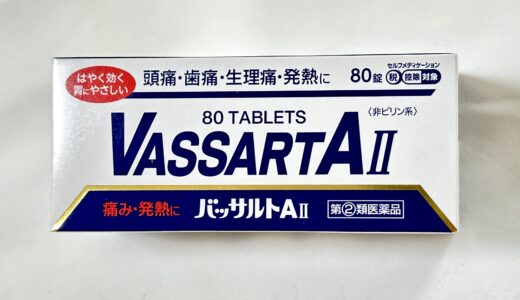 はやく効く
胃にやさしい
頭痛・歯痛・生理痛・発熱に
80錠
セルフメディケーション
税 控除 対象
80 TABLETS
〈非ピリン系〉
VASSARTAⅡ
痛み・発熱に
バッサルトAⅡ
指②類医薬品